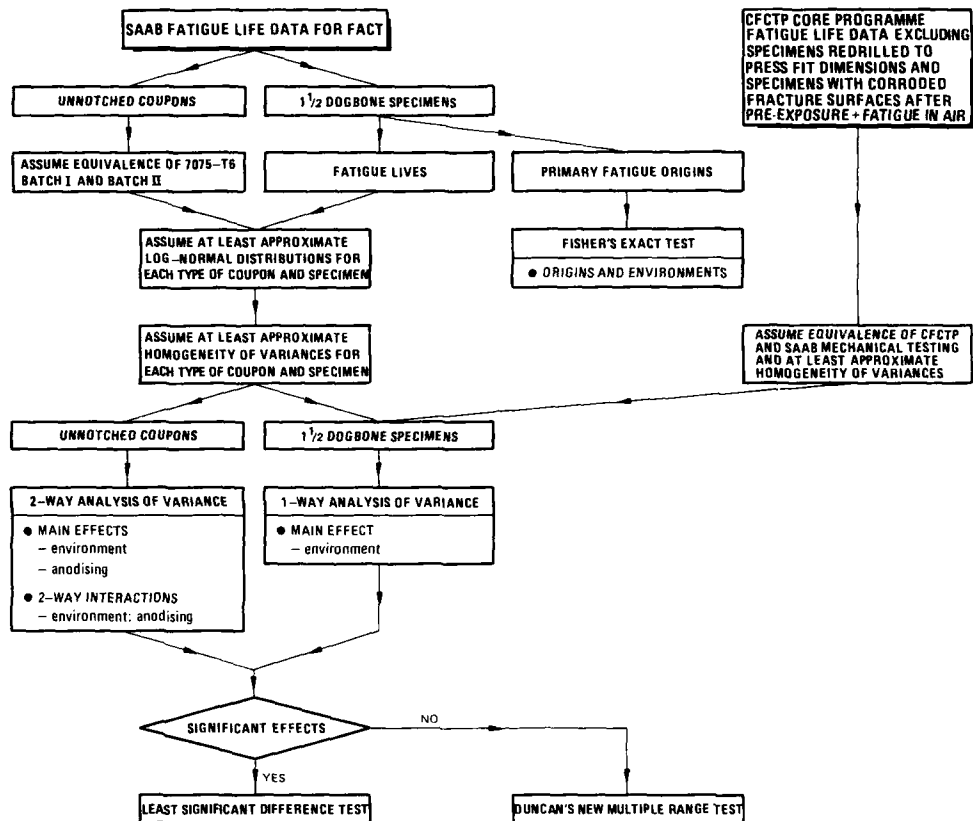 SAAB FATIGUE LIFE DATA FOR FACT
CFCTP CORE PROGRAMME
FATIGUE LIFE DATA EXCLUDING
SPECIMENS REDRILLED TO
PRESS FIT DIMENSIONS AND
SPECIMENS WITH CORRODED
FRACTURE SURFACES AFTER
PRE-EXPOSURE + FATIGUE IN AIR
UNNOTCHED COUPONS
1 1/2 DOGBONE SPECIMENS
ASSUME EQUIVALENCE OF 7075-T6
BATCH I AND BATCH II
FATIGUE LIVES
PRIMARY FATIGUE ORIGINS
ASSUME AT LEAST APPROXIMATE
LOG-NORMAL DISTRIBUTIONS FOR
EACH TYPE OF COUPON AND SPECIMEN
FISHER'S EXACT TEST
● ORIGINS AND ENVIRONMENTS
ASSUME AT LEAST APPROXIMATE
HOMOGENEITY OF VARIANCES FOR
EACH TYPE OF COUPON AND SPECIMEN
ASSUME EQUIVALENCE OF CFCTP
AND SAAB MECHANICAL TESTING
AND AT LEAST APPROXIMATE
HOMOGENEITY OF VARIANCES
UNNOTCHED COUPONS
1 1/2 DOGBONE SPECIMENS
2-WAY ANALYSIS OF VARIANCE
● MAIN EFFECTS
– environment
– anodising
● 2-WAY INTERACTIONS
– environment: anodising
1-WAY ANALYSIS OF VARIANCE
● MAIN EFFECT
– environment
SIGNIFICANT EFFECTS
NO
YES
LEAST SIGNIFICANT DIFFERENCE TEST
DUNCAN'S NEW MULTIPLE RANGE TEST